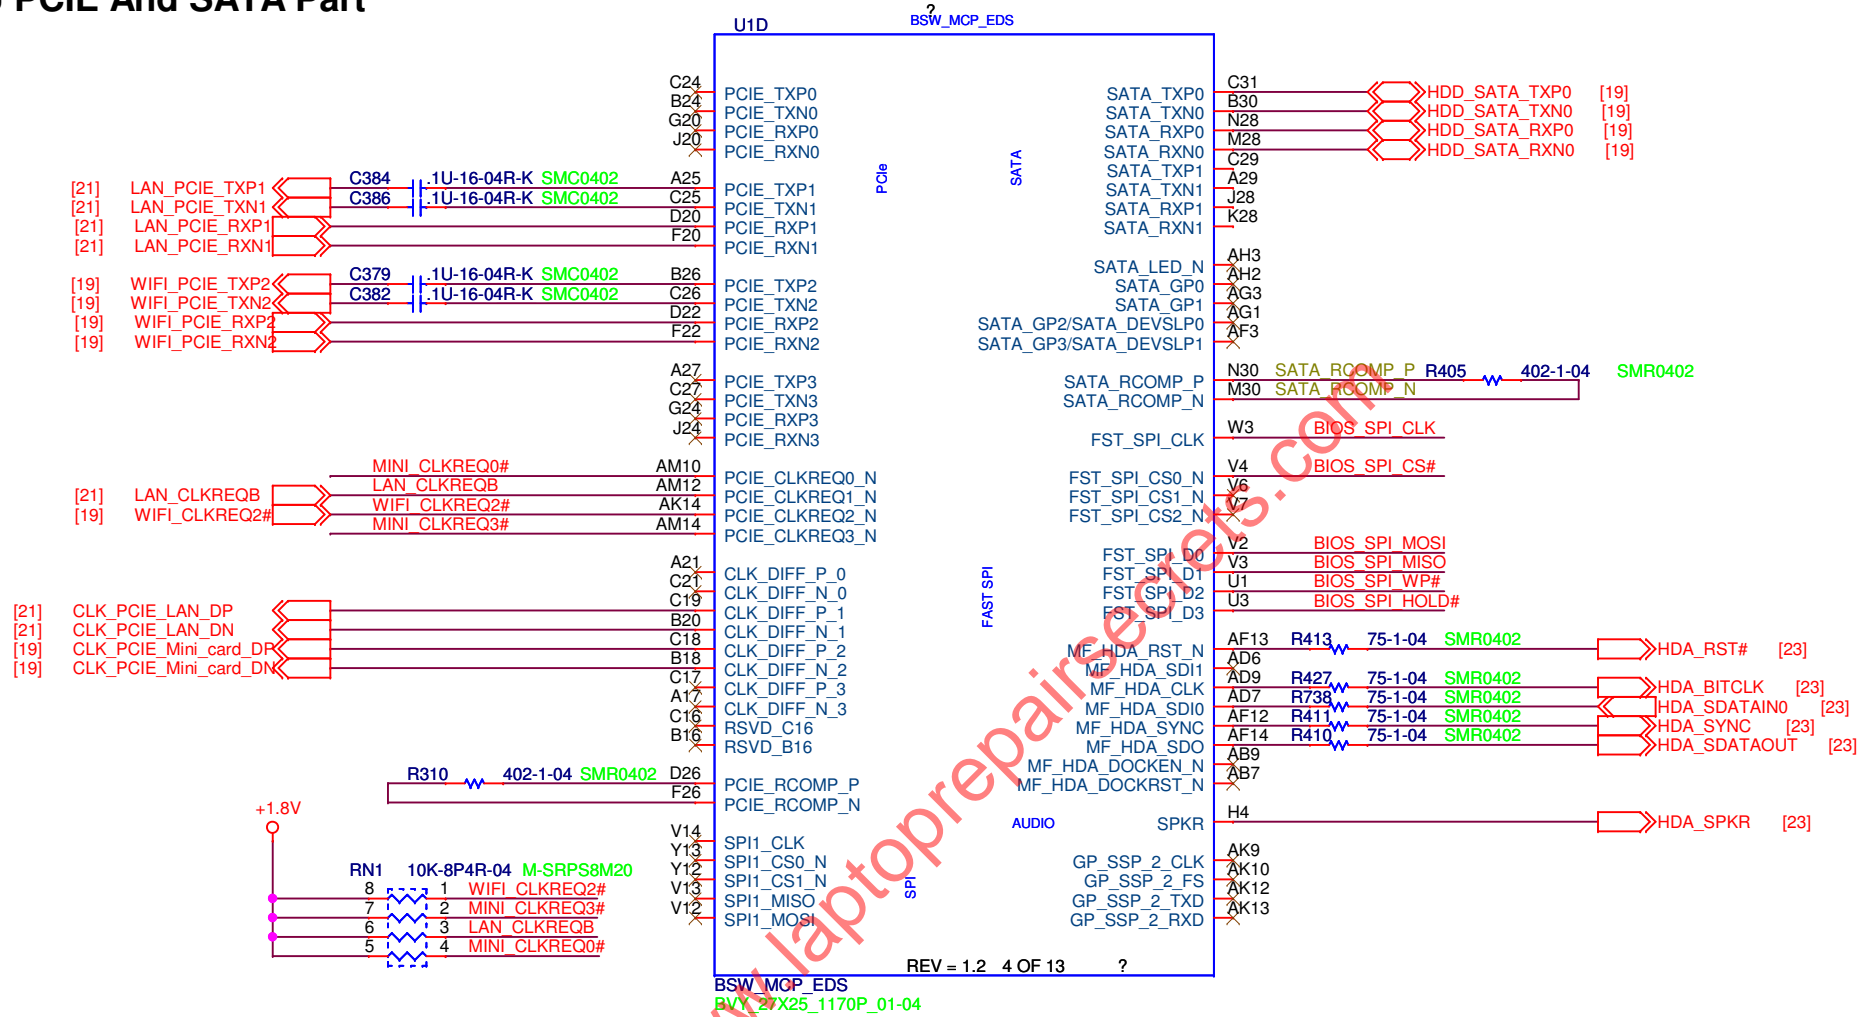 PCIE And SATA Part
?
U1D
BSW_MCP_EDS
C24 PCIE_TXP0
B24 PCIE_TXN0
G20 PCIE_RXP0
J20 PCIE_RXN0
[21] LAN_PCIE_TXP1 C384 .1U-16-04R-K SMC0402 A25 PCIE_TXP1
[21] LAN_PCIE_TXN1 C386 .1U-16-04R-K SMC0402 C25 PCIE_TXN1
[21] LAN_PCIE_RXP1 D20 PCIE_RXP1
[21] LAN_PCIE_RXN1 F20 PCIE_RXN1
[19] WIFI_PCIE_TXP2 C379 .1U-16-04R-K SMC0402 B26 PCIE_TXP2
[19] WIFI_PCIE_TXN2 C382 .1U-16-04R-K SMC0402 C26 PCIE_TXN2
[19] WIFI_PCIE_RXP2 D22 PCIE_RXP2
[19] WIFI_PCIE_RXN2 F22 PCIE_RXN2
A27 PCIE_TXP3
C27 PCIE_TXN3
G24 PCIE_RXP3
J24 PCIE_RXN3
MINI_CLKREQ0# AM10 PCIE_CLKREQ0_N
[21] LAN_CLKREQB LAN_CLKREQB AM12 PCIE_CLKREQ1_N
[19] WIFI_CLKREQ2# WIFI_CLKREQ2# AK14 PCIE_CLKREQ2_N
MINI_CLKREQ3# AM14 PCIE_CLKREQ3_N
A21 CLK_DIFF_P_0
C21 CLK_DIFF_N_0
[21] CLK_PCIE_LAN_DP C19 CLK_DIFF_P_1
[21] CLK_PCIE_LAN_DN B20 CLK_DIFF_N_1
[19] CLK_PCIE_Mini_card_DP C18 CLK_DIFF_P_2
[19] CLK_PCIE_Mini_card_DN B18 CLK_DIFF_N_2
C17 CLK_DIFF_P_3
A17 CLK_DIFF_N_3
C16 RSVD_C16
B16 RSVD_B16
R310 402-1-04 SMR0402 D26 PCIE_RCOMP_P
F26 PCIE_RCOMP_N
V14 SPI1_CLK
Y13 SPI1_CS0_N
Y12 SPI1_CS1_N
V13 SPI1_MISO
V12 SPI1_MOSI
+1.8V
RN1 10K-8P4R-04 M-SRPS8M20
8 1 WIFI_CLKREQ2#
7 2 MINI_CLKREQ3#
6 3 LAN_CLKREQB
5 4 MINI_CLKREQ0#
PCIe
SATA
FAST SPI
AUDIO
SPI
SATA_TXP0 C31 HDD_SATA_TXP0 [19]
SATA_TXN0 B30 HDD_SATA_TXN0 [19]
SATA_RXP0 N28 HDD_SATA_RXP0 [19]
SATA_RXN0 M28 HDD_SATA_RXN0 [19]
SATA_TXP1 C29
SATA_TXN1 A29
SATA_RXP1 J28
SATA_RXN1 K28
SATA_LED_N AH3
SATA_GP0 AH2
SATA_GP1 AG3
SATA_GP2/SATA_DEVSLP0 AG1
SATA_GP3/SATA_DEVSLP1 AF3
SATA_RCOMP_P N30 SATA_RCOMP_P R405 402-1-04 SMR0402
SATA_RCOMP_N M30 SATA_RCOMP_N
FST_SPI_CLK W3 BIOS_SPI_CLK
FST_SPI_CS0_N V4 BIOS_SPI_CS#
FST_SPI_CS1_N V6
FST_SPI_CS2_N V7
FST_SPI_D0 V2 BIOS_SPI_MOSI
FST_SPI_D1 V3 BIOS_SPI_MISO
FST_SPI_D2 U1 BIOS_SPI_WP#
FST_SPI_D3 U3 BIOS_SPI_HOLD#
MF_HDA_RST_N AF13 R413 75-1-04 SMR0402 HDA_RST# [23]
MF_HDA_SDI1 AD6
MF_HDA_CLK AD9 R427 75-1-04 SMR0402 HDA_BITCLK [23]
MF_HDA_SDI0 AD7 R738 75-1-04 SMR0402 HDA_SDATAIN0 [23]
MF_HDA_SYNC AF12 R411 75-1-04 SMR0402 HDA_SYNC [23]
MF_HDA_SDO AF14 R410 75-1-04 SMR0402 HDA_SDATAOUT [23]
MF_HDA_DOCKEN_N AB9
MF_HDA_DOCKRST_N AB7
SPKR H4 HDA_SPKR [23]
GP_SSP_2_CLK AK9
GP_SSP_2_FS AK10
GP_SSP_2_TXD AK12
GP_SSP_2_RXD AK13
REV = 1.2 4 OF 13 ?
BSW_MCP_EDS
BVY_27X25_1170P_01-04
w.laptoprepairsecrets.com